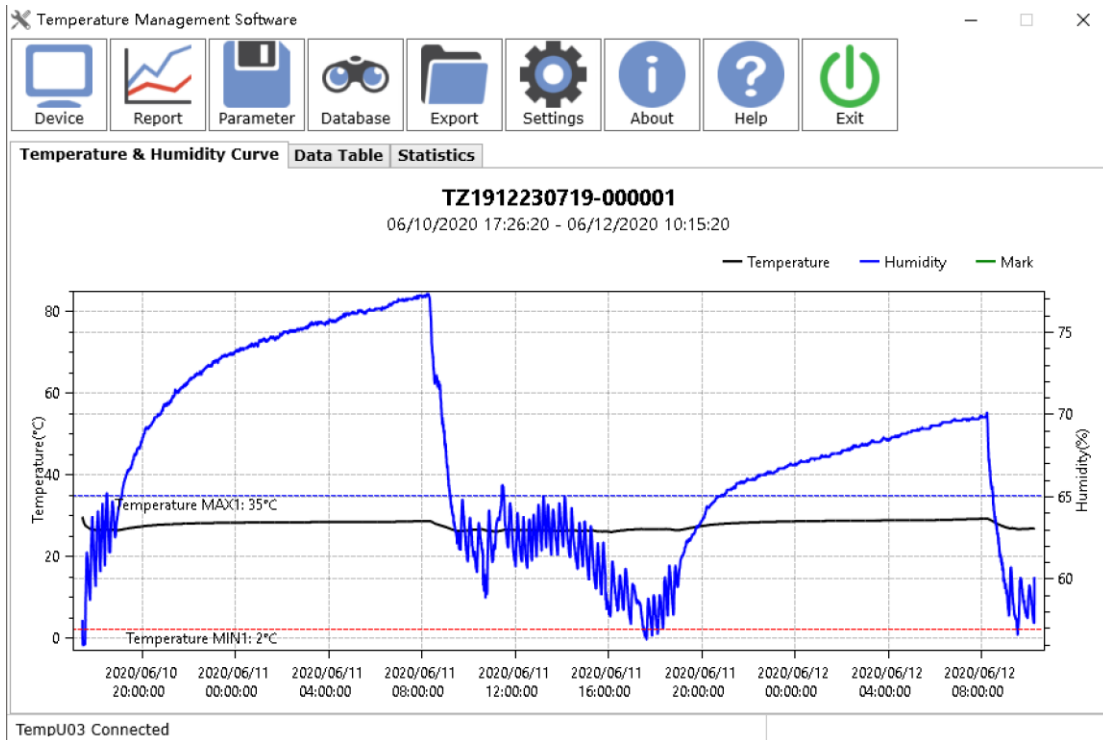 Temperature Management Software
Device Report Parameter Database Export Settings About Help Exit
Temperature & Humidity Curve Data Table Statistics
TZ1912230719-000001
06/10/2020 17:26:20 - 06/12/2020 10:15:20
Temperature Humidity Mark
Temperature(°C)
80
60
40
20
0
Temperature MAX1: 35°C
Temperature MIN1: 2°C
75
70
65
60
Humidity(%)
2020/06/10 2020/06/11 2020/06/11 2020/06/11 2020/06/11 2020/06/11 2020/06/11 2020/06/12 2020/06/12 2020/06/12
20:00:00 00:00:00 04:00:00 08:00:00 12:00:00 16:00:00 20:00:00 00:00:00 04:00:00 08:00:00
TempU03 Connected